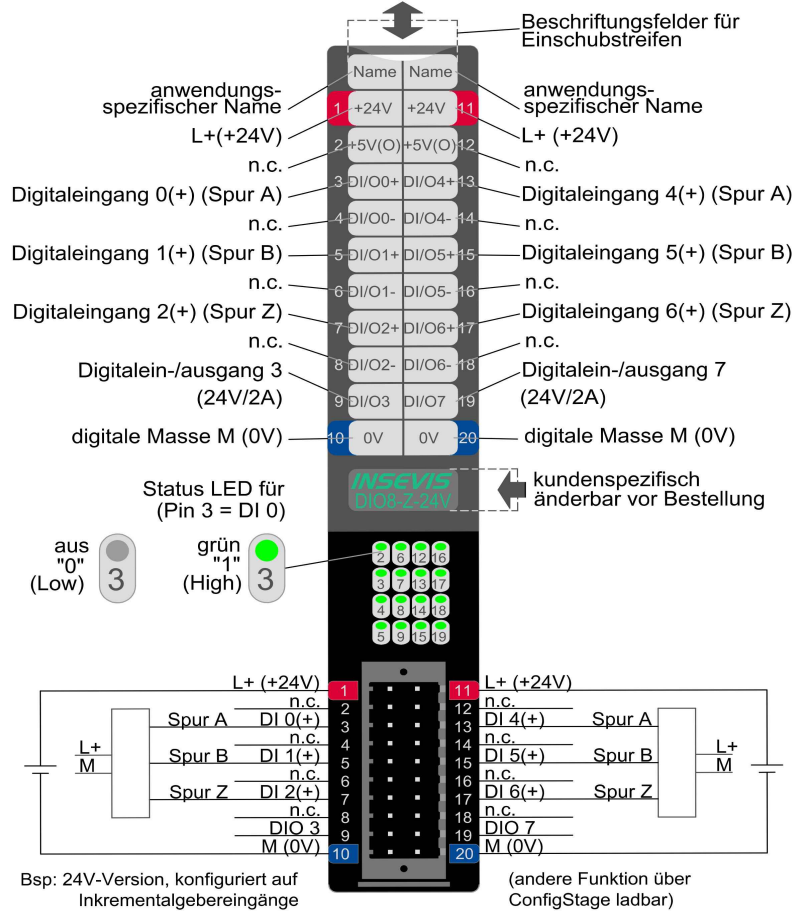 Beschriftungsfelder für
Einschubstreifen
Name Name
anwendungs-
spezifischer Name
anwendungs-
spezifischer Name
1 +24V +24V 11
L+(+24V)
L+ (+24V)
2 +5V(O) +5V(O) 12
n.c.
n.c.
3 DI/O0+ DI/O4+ 13
Digitaleingang 0(+) (Spur A)
Digitaleingang 4(+) (Spur A)
4 DI/O0- DI/O4- 14
n.c.
n.c.
5 DI/O1+ DI/O5+ 15
Digitaleingang 1(+) (Spur B)
Digitaleingang 5(+) (Spur B)
6 DI/O1- DI/O5- 16
n.c.
n.c.
7 DI/O2+ DI/O6+ 17
Digitaleingang 2(+) (Spur Z)
Digitaleingang 6(+) (Spur Z)
8 DI/O2- DI/O6- 18
n.c.
n.c.
9 DI/O3 DI/O7 19
Digitalein-/ausgang 3
(24V/2A)
Digitalein-/ausgang 7
(24V/2A)
10 0V 0V 20
digitale Masse M (0V)
digitale Masse M (0V)
INSEVIS
DIO8-Z-24V
kundenspezifisch
änderbar vor Bestellung
Status LED für
(Pin 3 = DI 0)
aus
"0"
(Low)
3
grün
"1"
(High)
3
2 6 12 16
3 7 13 17
4 8 14 18
5 9 15 19
L+ (+24V) 1 11 L+ (+24V)
n.c. 2 12 n.c.
Spur A DI 0(+) 3 13 DI 4(+) Spur A
n.c. 4 14 n.c.
L+
M
Spur B DI 1(+) 5 15 DI 5(+) Spur B
L+
M
n.c. 6 16 n.c.
Spur Z DI 2(+) 7 17 DI 6(+) Spur Z
n.c. 8 18 n.c.
DIO 3 9 19 DIO 7
M (0V) 10 20 M (0V)
Bsp: 24V-Version, konfiguriert auf
Inkrementalgebereingänge
(andere Funktion über
ConfigStage ladbar)